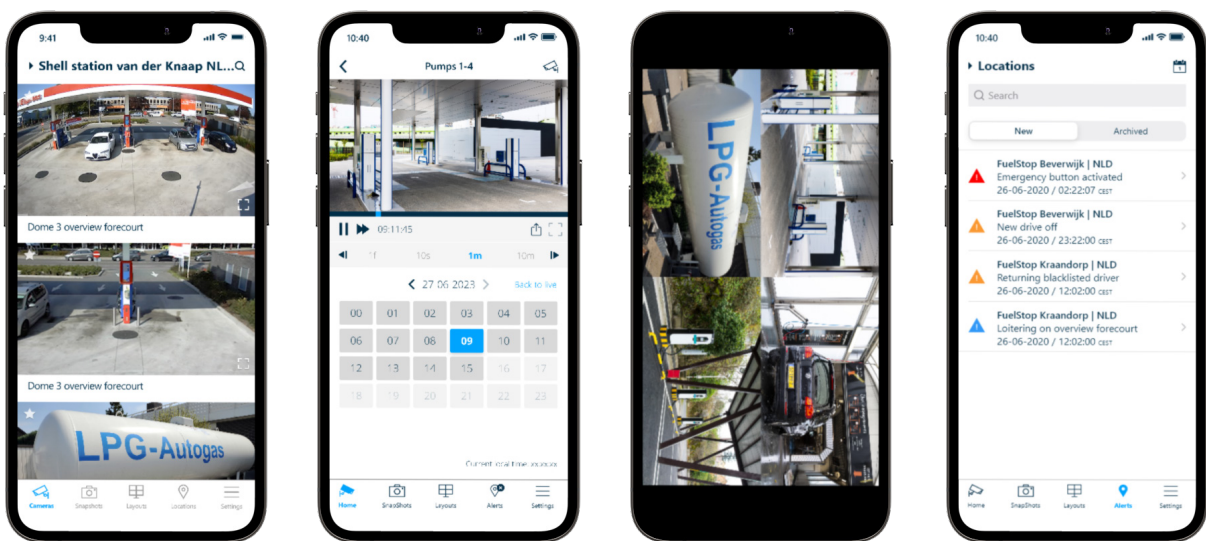 9:41
Shell station van der Knaap NL...
Dome 3 overview forecourt
Dome 3 overview forecourt
LPG-Autogas
Cameras Snapshots Layouts Locations Settings
10:40
Pumps 1-4
09:11:45
1f 10s 1m 10m
27-06-2023 Back to live
00 01 02 03 04 05
06 07 08 09 10 11
12 13 14 15 16 17
18 19 20 21 22 23
Current local time xx:xx:xx
Home SnapShots Layouts Alerts Settings
LPG-Autogas
10:40
Locations
Search
New Archived
FuelStop Beverwijk | NLD
Emergency button activated
26-06-2020 / 02:22:07 CEST
FuelStop Beverwijk | NLD
New drive off
26-06-2020 / 23:22:00 CEST
FuelStop Kraandorp | NLD
Returning blacklisted driver
26-06-2020 / 12:02:00 CEST
FuelStop Kraandorp | NLD
Loitering on overview forecourt
26-06-2020 / 12:02:00 CEST
Home SnapShots Layouts Alerts Settings